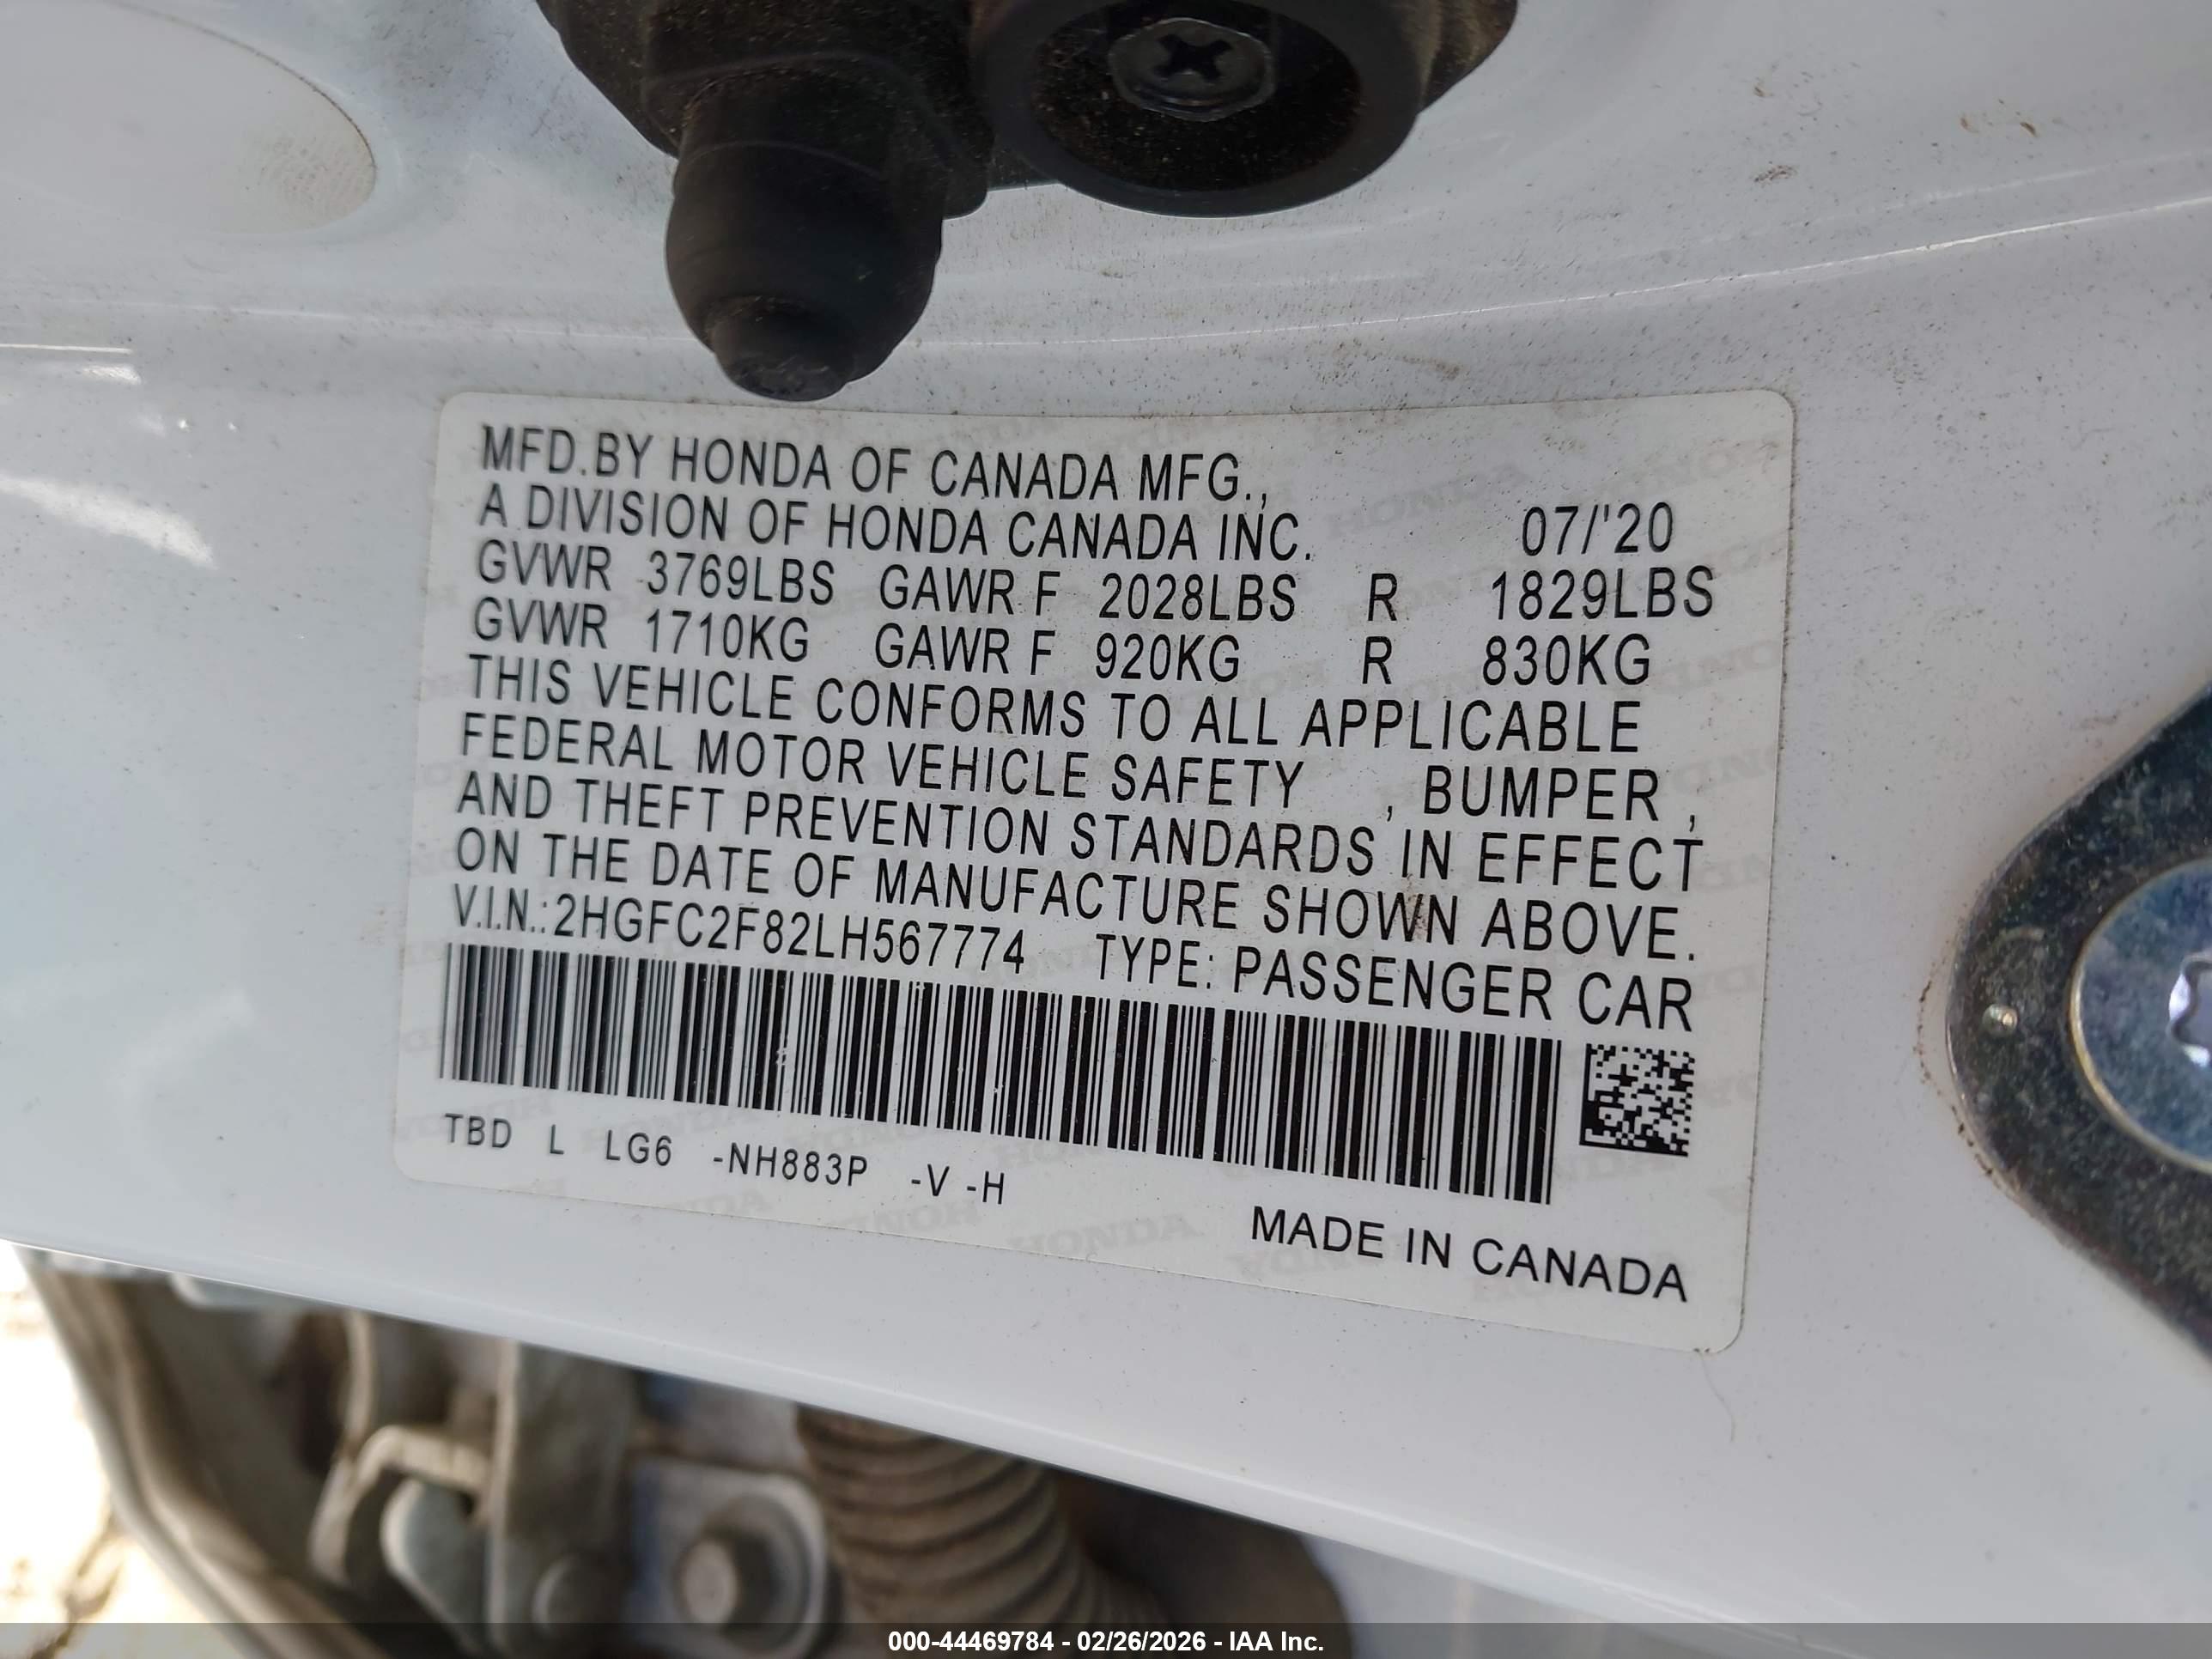 MFD.BY HONDA OF CANADA MFG.,
A DIVISION OF HONDA CANADA INC. 07/'20
GVWR 3769LBS GAWR F 2028LBS R 1829LBS
GVWR 1710KG GAWR F 920KG R 830KG
THIS VEHICLE CONFORMS TO ALL APPLICABLE
FEDERAL MOTOR VEHICLE SAFETY , BUMPER ,
AND THEFT PREVENTION STANDARDS IN EFFECT
ON THE DATE OF MANUFACTURE SHOWN ABOVE.
V.I.N.:2HGFC2F82LH567774 TYPE: PASSENGER CAR
TBD L LG6 -NH883P -V -H
MADE IN CANADA
000-44469784 - 02/26/2026 - IAA Inc.